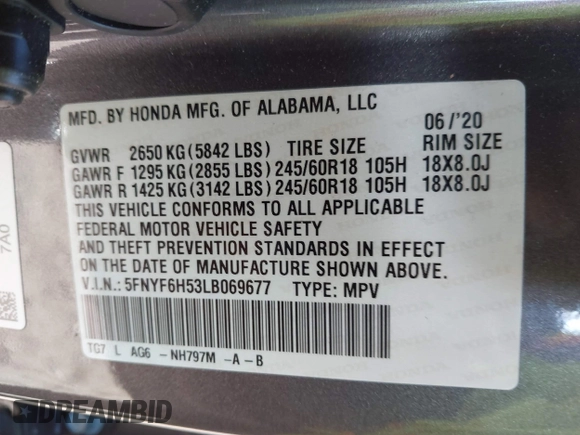 MFD. BY HONDA MFG. OF ALABAMA, LLC
06/'20
GVWR 2650 KG (5842 LBS) TIRE SIZE RIM SIZE
GAWR F 1295 KG (2855 LBS) 245/60R18 105H 18X8.0J
GAWR R 1425 KG (3142 LBS) 245/60R18 105H 18X8.0J
THIS VEHICLE CONFORMS TO ALL APPLICABLE
FEDERAL MOTOR VEHICLE SAFETY
AND THEFT PREVENTION STANDARDS IN EFFECT
ON THE DATE OF MANUFACTURE SHOWN ABOVE.
V.I.N.: 5FNYF6H53LB069677 TYPE: MPV
TG7 L AG6 -NH797M -A-B
7A0
DREAMBID